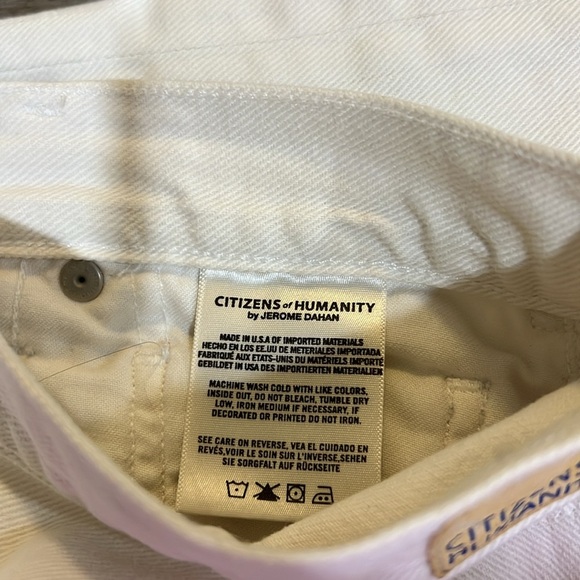 CITIZENS of HUMANITY
by JEROME DAHAN
MADE IN U.S.A OF IMPORTED MATERIALS
HECHO EN LOS EE.UU DE METERIALES IMPORTADA
FABRIQUÉ AUX ETATS-UNIS DU MATÉRIEL IMPORTÉ
GEBILDET IN USA DES IMPORTIERTEN MATERIALIEN
MACHINE WASH COLD WITH LIKE COLORS,
INSIDE OUT, DO NOT BLEACH, TUMBLE DRY
LOW, IRON MEDIUM IF NECESSARY, IF
DECORATED OR PRINTED DO NOT IRON.
SEE CARE ON REVERSE, VEA EL CUIDADO EN
REVÉS, VOIR LE SOIN SUR L'INVERSE, SEHEN
SIE SORGFALT AUF RÜCKSEITE
CITIZENS
HUMANITY